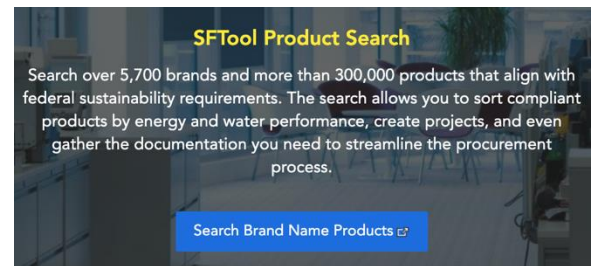 SFTool Product Search
Search over 5,700 brands and more than 300,000 products that align with
federal sustainability requirements. The search allows you to sort compliant
products by energy and water performance, create projects, and even
gather the documentation you need to streamline the procurement
process.
Search Brand Name Products